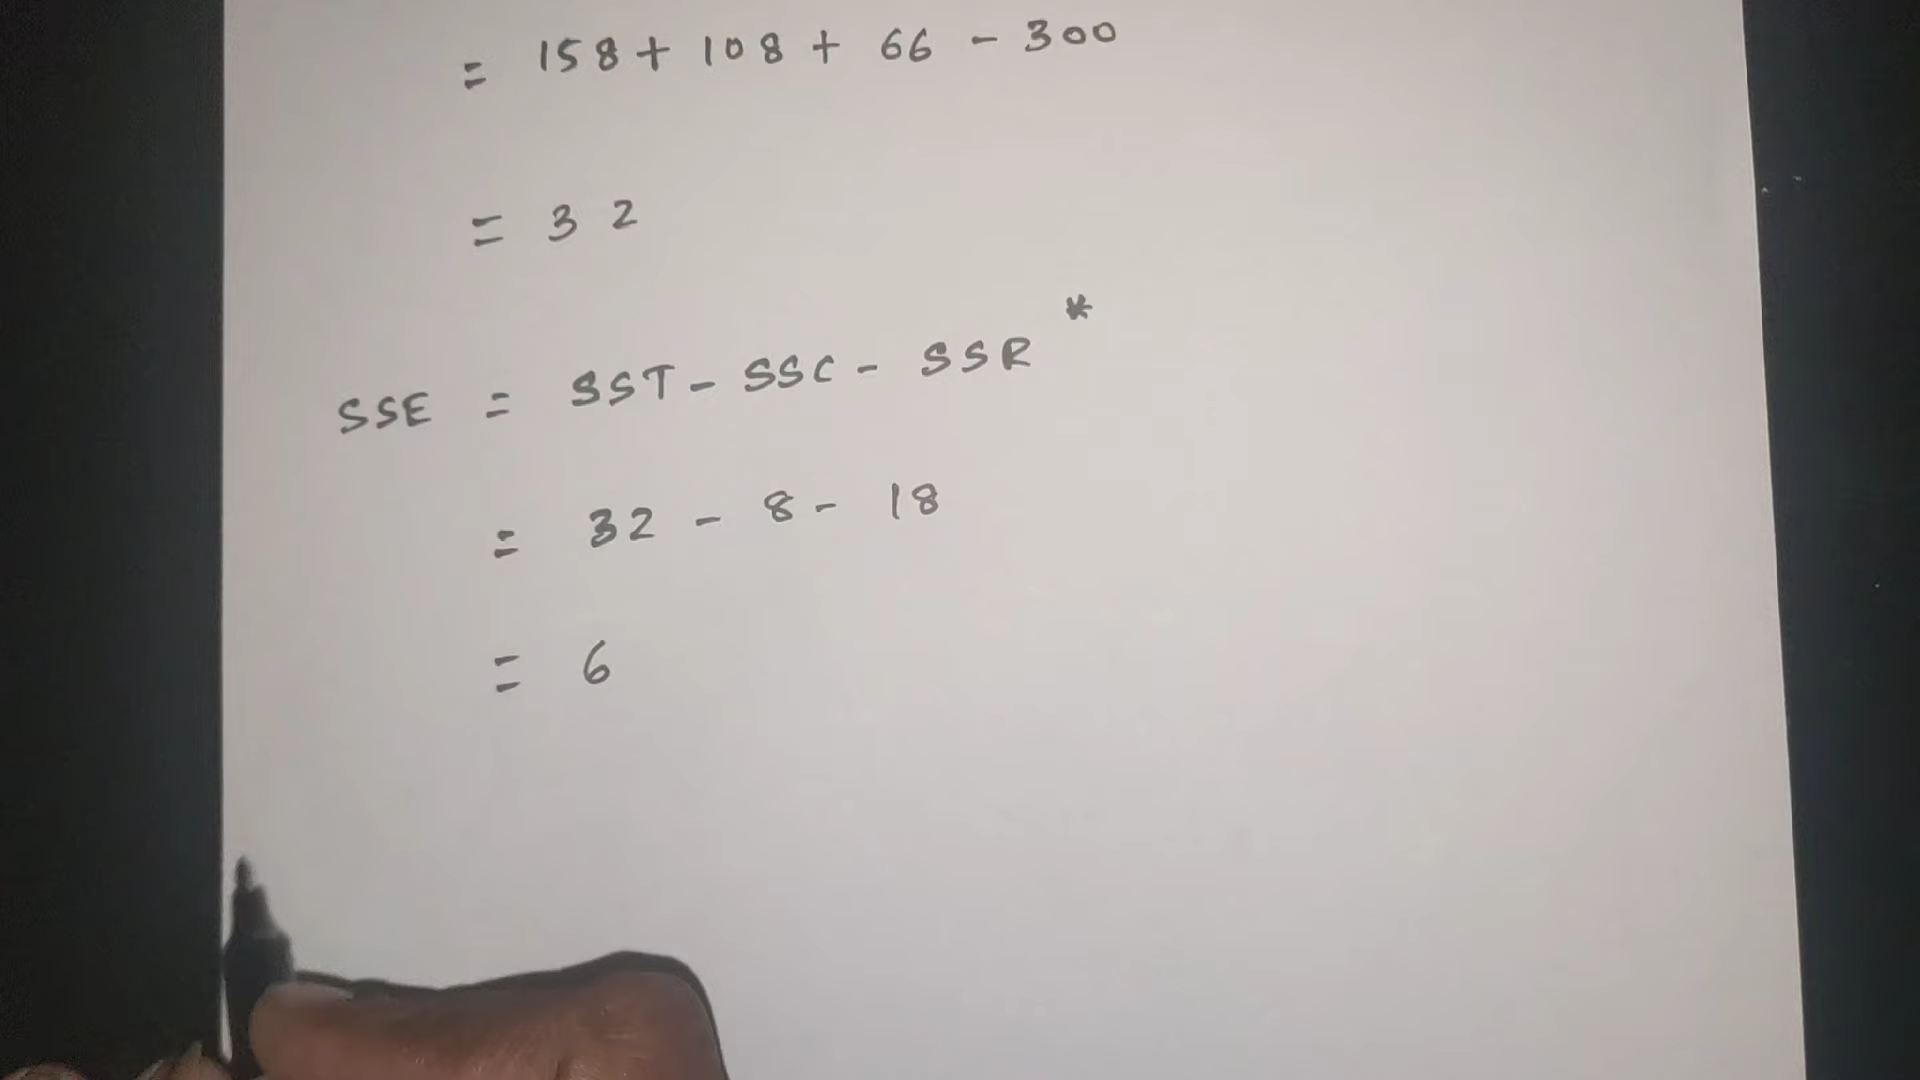 = 158 + 108 + 66 - 300
= 32
SSE = SST - SSC - SSR *
= 32 - 8 - 18
= 6